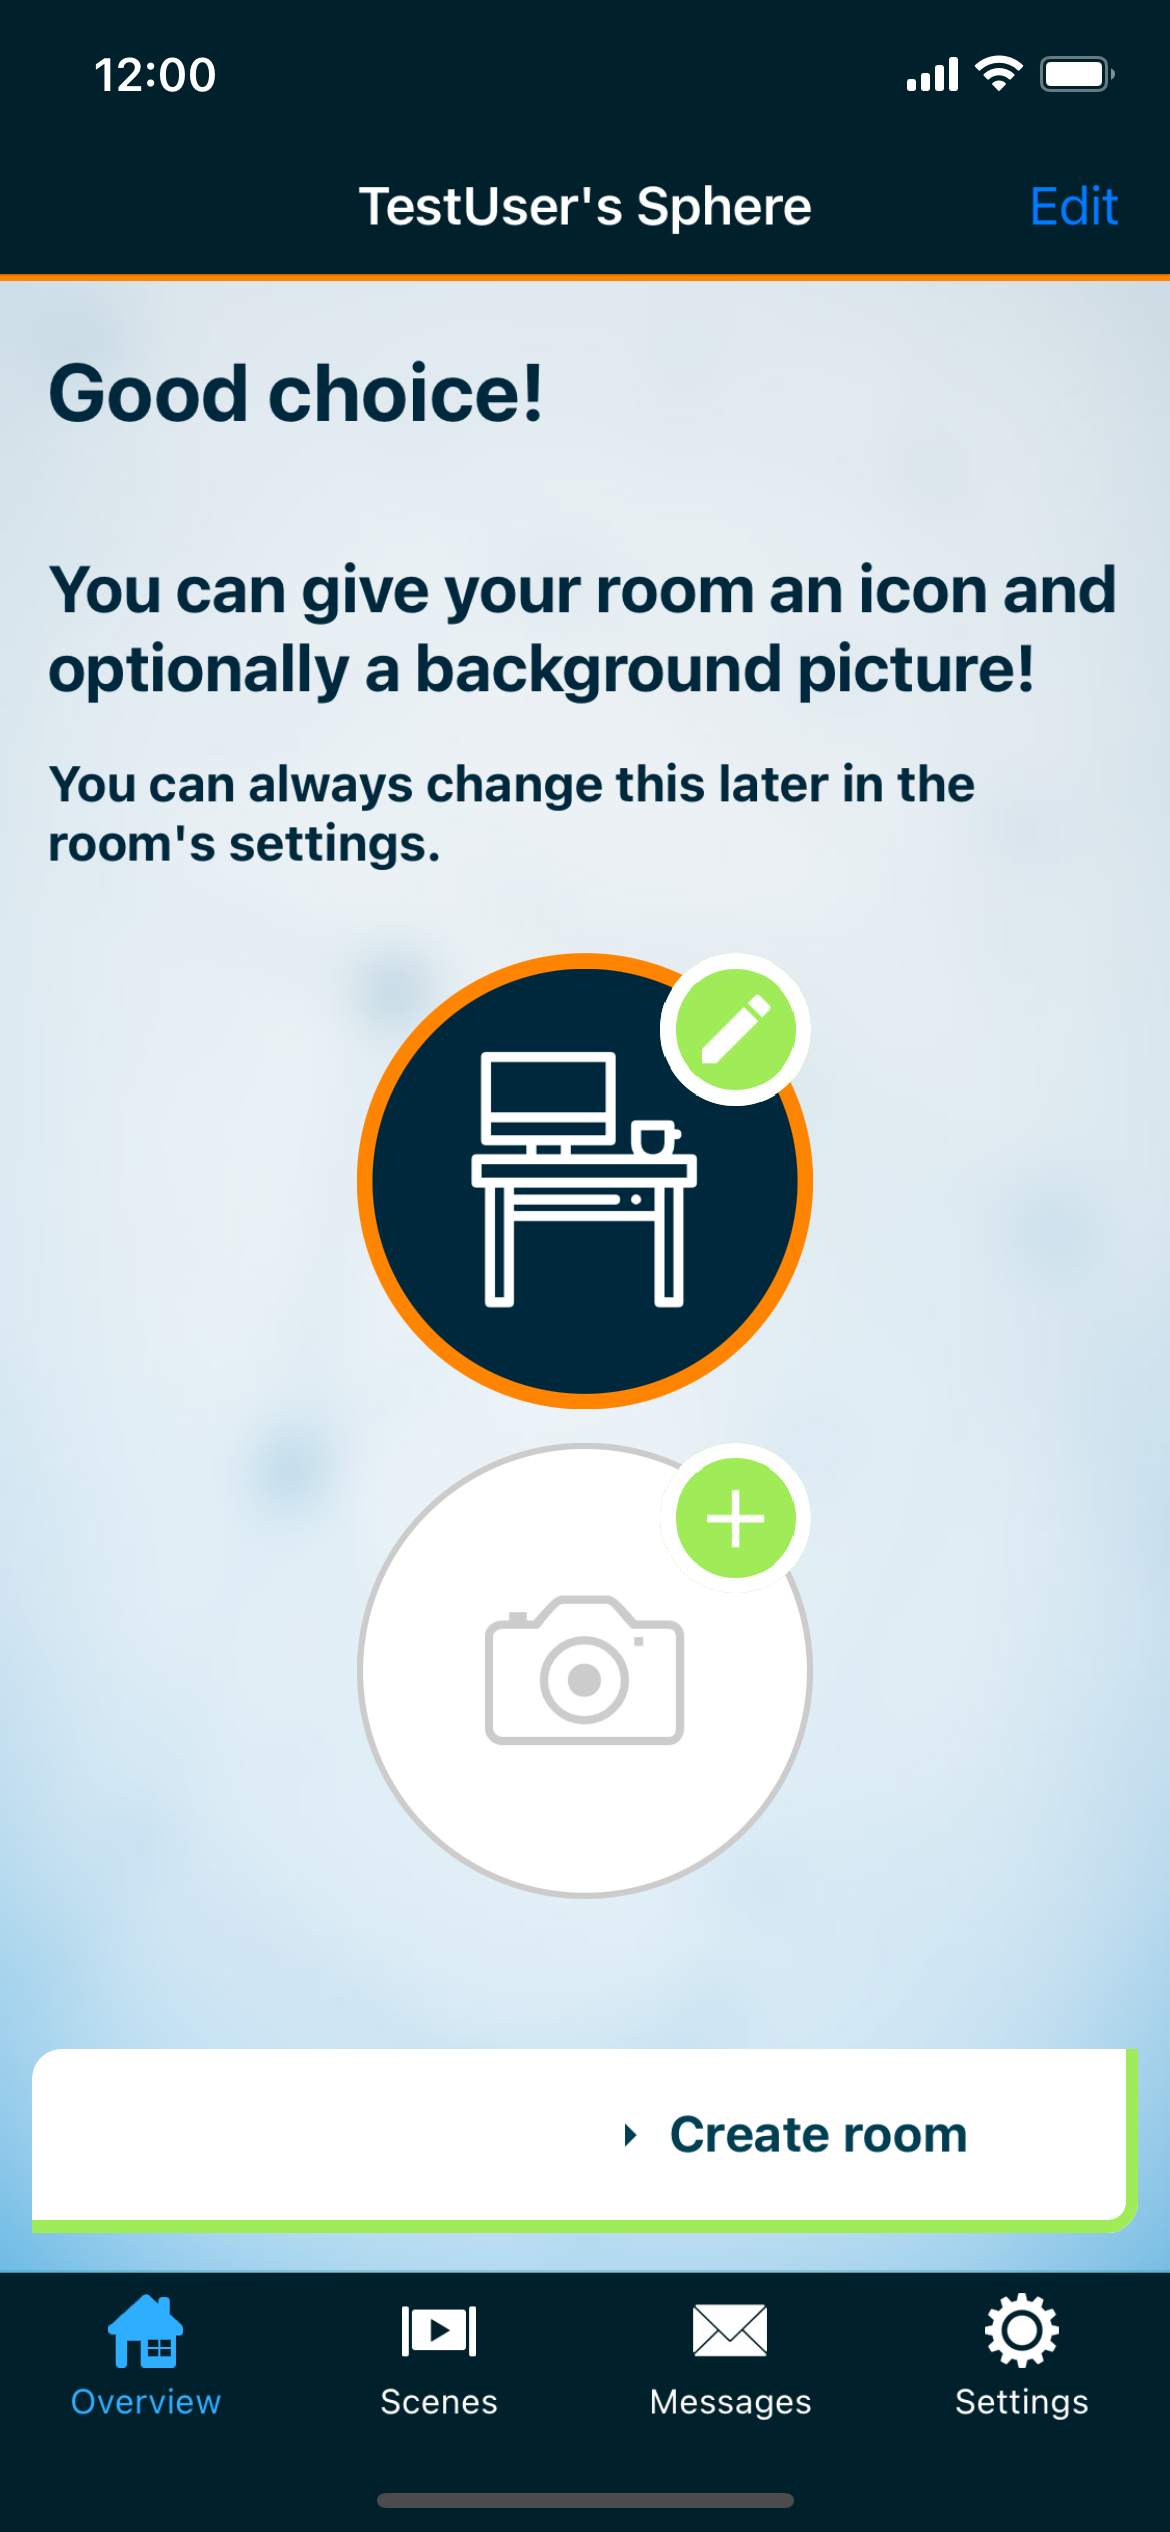 12:00
TestUser's Sphere
Edit
Good choice!
You can give your room an icon and
optionally a background picture!
You can always change this later in the
room's settings.
Create room
Overview
Scenes
Messages
Settings